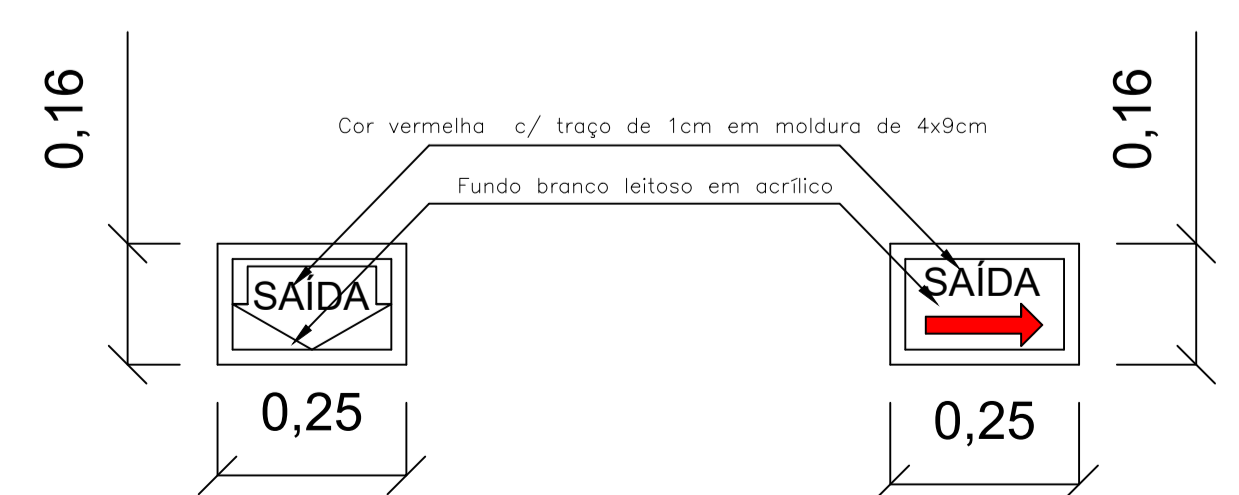 0,16
0,16
Cor vermelha c/ traço de 1cm em moldura de 4x9cm
Fundo branco leitoso em acrílico
SAÍDA
SAÍDA
0,25
0,25